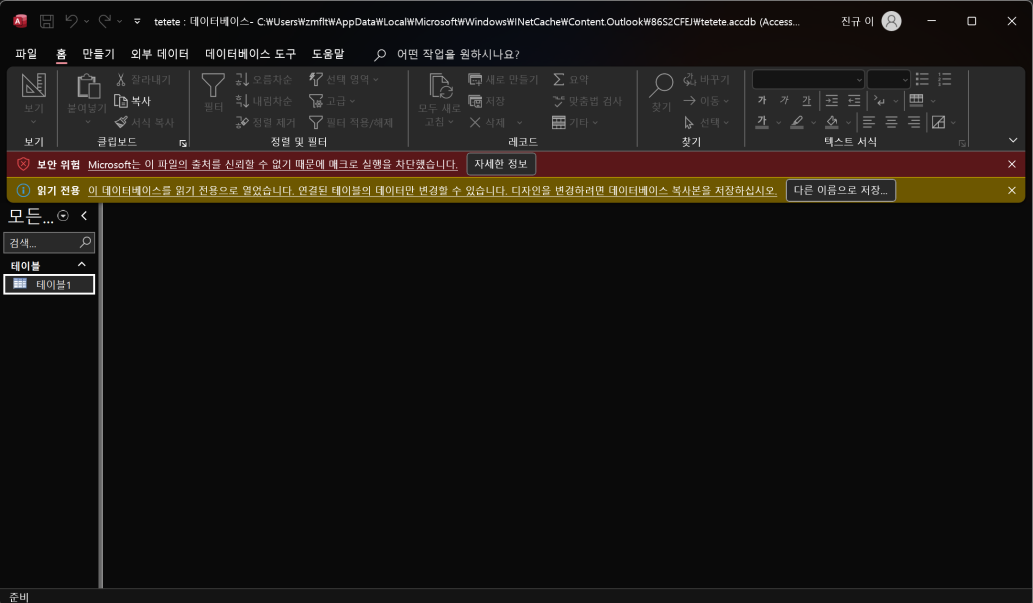 tetete : 데이터베이스- C:₩Users₩zmflt₩AppData₩Local₩Microsoft₩Windows₩INetCache₩Content.Outlook₩86S2CFEJ₩tetete.accdb (Access...
진규 이
파일 홈 만들기 외부 데이터 데이터베이스 도구 도움말 어떤 작업을 원하시나요?
보기
붙여넣기
잘라내기
복사
서식 복사
필터
오름차순
내림차순
정렬 제거
선택 영역
고급
필터 적용/해제
모두 새로 고침
새로 만들기
저장
삭제
요약
맞춤법 검사
기타
찾기
바꾸기
이동
선택
가 가 가
가
보기 클립보드 정렬 및 필터 레코드 찾기 텍스트 서식
보안 위험 Microsoft는 이 파일의 출처를 신뢰할 수 없기 때문에 매크로 실행을 차단했습니다. 자세한 정보
읽기 전용 이 데이터베이스를 읽기 전용으로 열었습니다. 연결된 테이블의 데이터만 변경할 수 있습니다. 디자인을 변경하려면 데이터베이스 복사본을 저장하십시오. 다른 이름으로 저장...
모든...
검색...
테이블
테이블1
준비